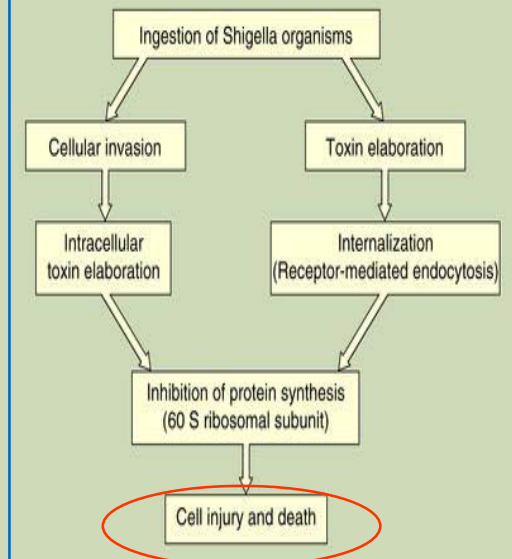 Ingestion of Shigella organisms
Cellular invasion
Toxin elaboration
Intracellular
toxin elaboration
Internalization
(Receptor-mediated endocytosis)
Inhibition of protein synthesis
(60 S ribosomal subunit)
Cell injury and death